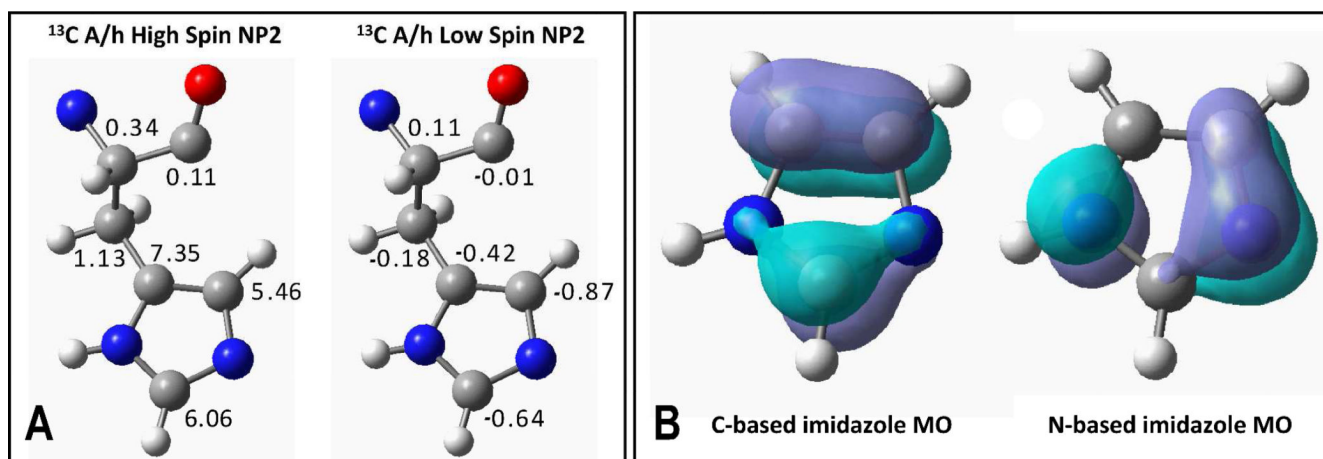 ¹³C A/h High Spin NP2
¹³C A/h Low Spin NP2
0.34
0.11
1.13
7.35
5.46
6.06
0.11
-0.01
-0.18
-0.42
-0.87
-0.64
A
C-based imidazole MO
N-based imidazole MO
B